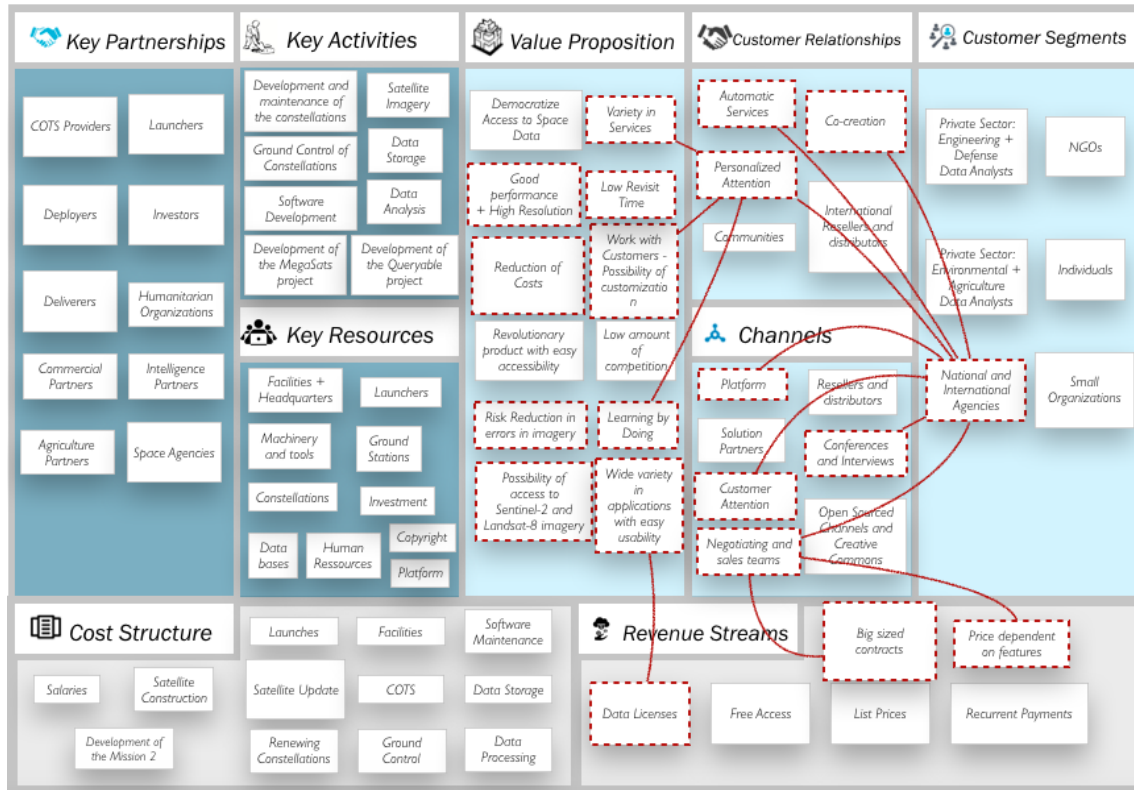 Key Partnerships
COTS Providers
Launchers
Deployers
Investors
Deliverers
Humanitarian
Organizations
Commercial
Partners
Intelligence
Partners
Agriculture
Partners
Space Agencies
Key Activities
Development and
maintenance of
the constellations
Satellite
Imagery
Ground Control of
Constellations
Data
Storage
Software
Development
Data
Analysis
Development of
the MegaSats
project
Development of
the Queryable
project
Key Resources
Facilities +
Headquarters
Launchers
Machinery
and tools
Ground
Stations
Constellations
Investment
Data
bases
Human
Ressources
Copyright
Platform
Value Proposition
Democratize
Access to Space
Data
Variety in
Services
Good
performance
+ High Resolution
Low Revisit
Time
Reduction of
Costs
Work with
Customers -
Possibility of
customizatio
n
Revolutionary
product with easy
accessibility
Low amount of
competition
Risk Reduction in
errors in imagery
Learning by
Doing
Possibility of
access to
Sentinel-2 and
Landsat-8 imagery
Wide variety in
applications
with easy
usability
Customer Relationships
Automatic
Services
Co-creation
Personalized
Attention
Communities
International
Resellers and
distributors
Channels
Platform
Resellers and
distributors
Solution
Partners
Conferences
and Interviews
Customer
Attention
Negotiating and
sales teams
Open Sourced
Channels and
Creative
Commons
Customer Segments
Private Sector:
Engineering +
Defense
Data Analysts
NGOs
Private Sector:
Environmental +
Agriculture
Data Analysts
Individuals
National and
International
Agencies
Small
Organizations
Cost Structure
Salaries
Satellite
Construction
Development of
the Mission 2
Launches
Facilities
Software
Maintenance
Satellite Update
COTS
Data Storage
Renewing
Constellations
Ground
Control
Data
Processing
Revenue Streams
Big sized
contracts
Price dependent
on features
Data Licenses
Free Access
List Prices
Recurrent Payments